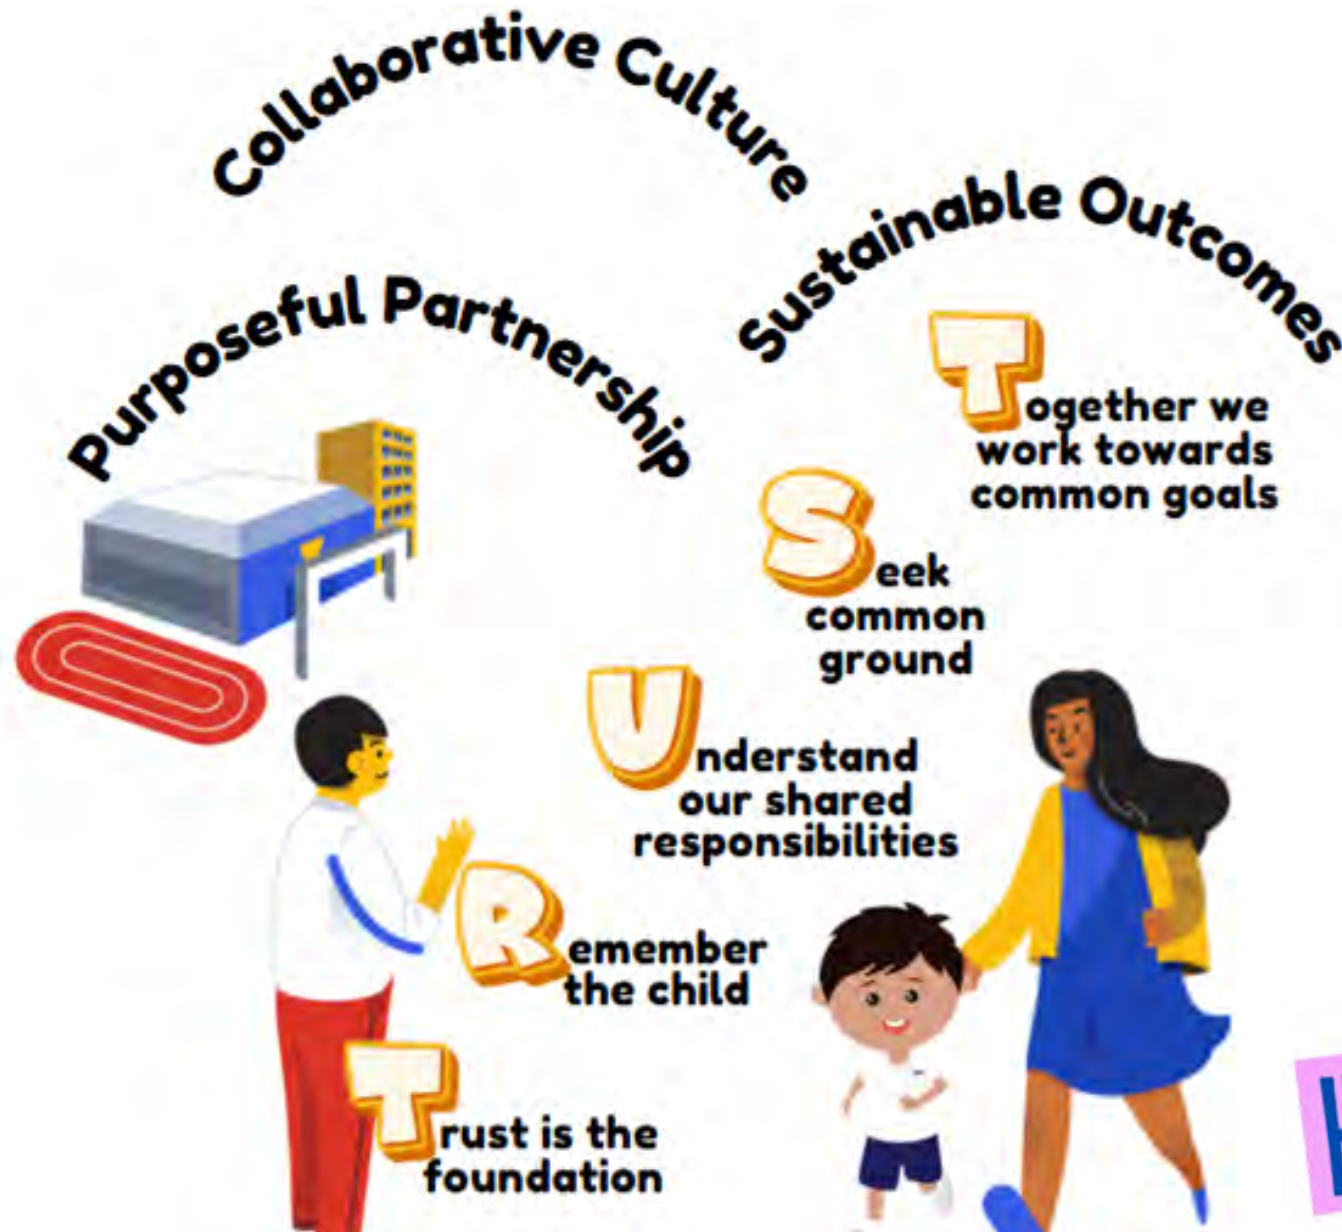 Collaborative Culture
Sustainable Outcomes
Purposeful Partnership
Together we
work towards
common goals
Seek
common
ground
Understand
our shared
responsibilities
Remember
the child
Trust is the
foundation